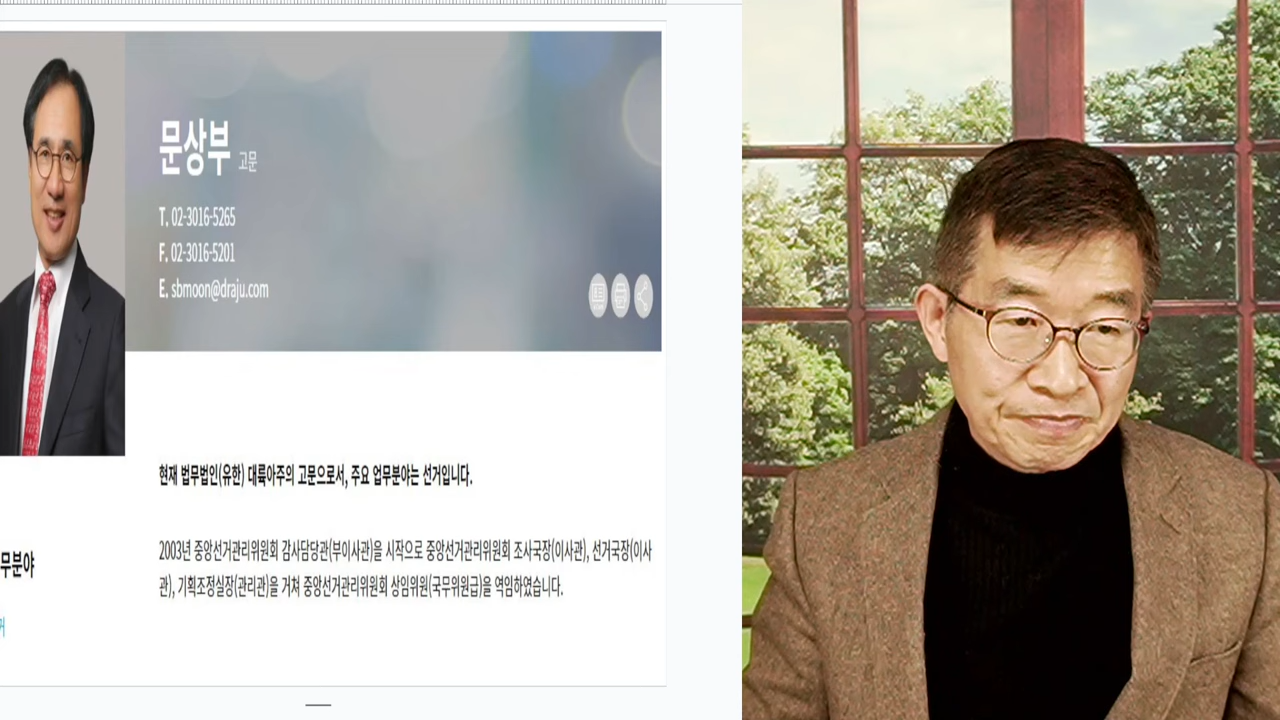 문상부 고문
T. 02-3016-5265
F. 02-3016-5201
E. sbmoon@draju.com
현재 법무법인(유한) 대륙아주의 고문으로서, 주요 업무분야는 선거입니다.
무분야
2003년 중앙선거관리위원회 감사담당관(부이사관)을 시작으로 중앙선거관리위원회 조사국장(이사관), 선거국장(이사
관), 기획조정실장(관리관)을 거쳐 중앙선거관리위원회 상임위원(국무위원급)을 역임하였습니다.
거